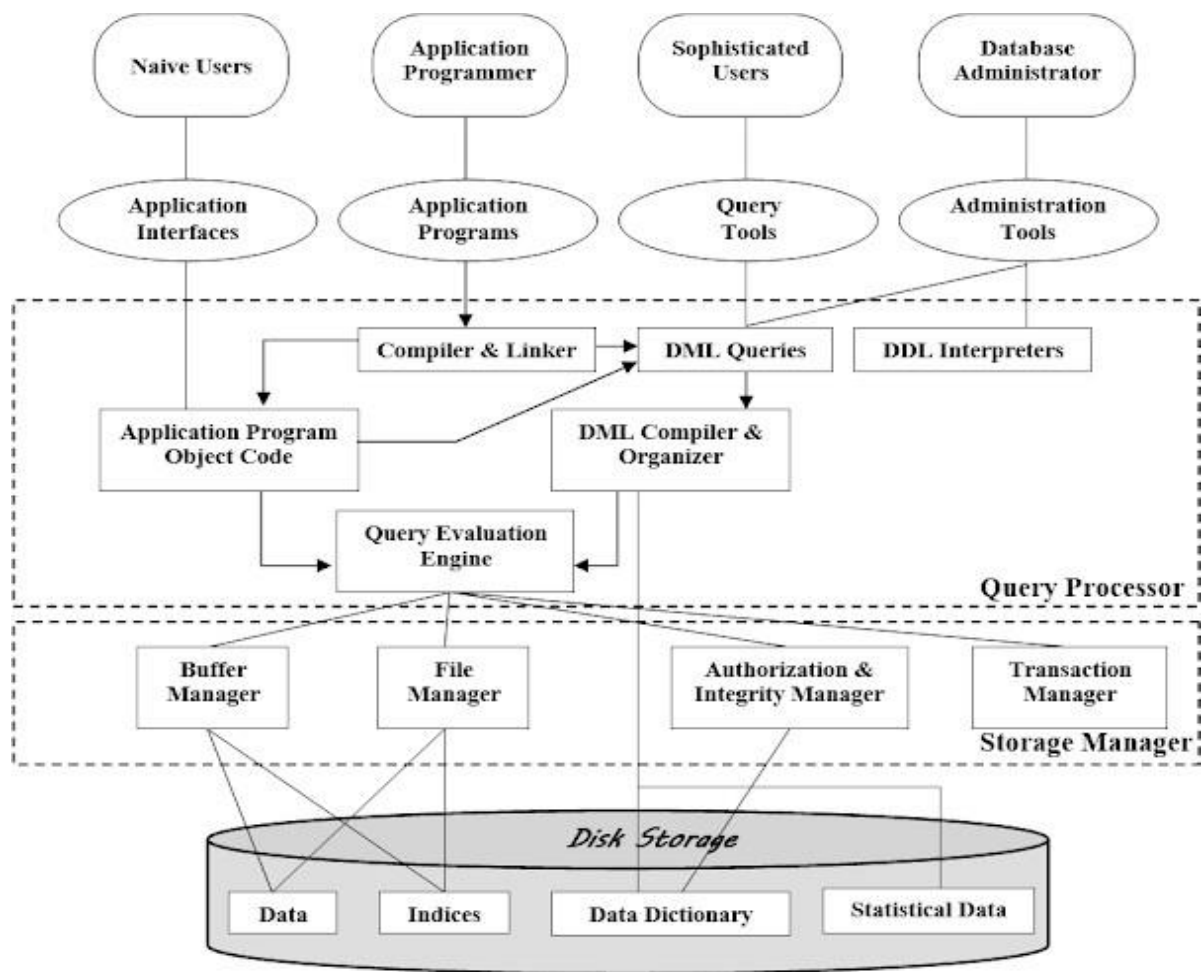 Naive Users
Application
Programmer
Sophisticated
Users
Database
Administrator
Application
Interfaces
Application
Programs
Query
Tools
Administration
Tools
Compiler & Linker
DML Queries
DDL Interpreters
Application Program
Object Code
DML Compiler &
Organizer
Query Evaluation
Engine
Query Processor
Buffer
Manager
File
Manager
Authorization &
Integrity Manager
Transaction
Manager
Storage Manager
Disk Storage
Data
Indices
Data Dictionary
Statistical Data